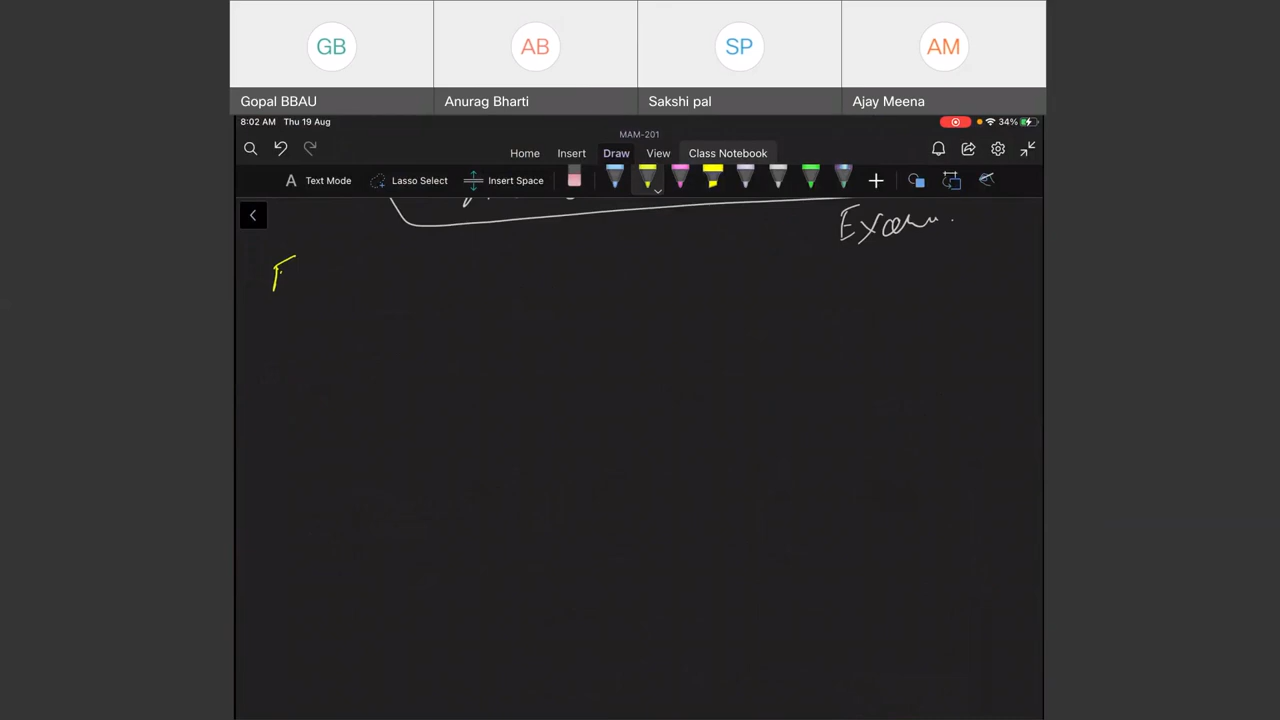 GB AB SP AM
Gopal BBAU Anurag Bharti Sakshi pal Ajay Meena
8:02 AM Thu 19 Aug 34%
MAM-201
Home Insert Draw View Class Notebook
A Text Mode Lasso Select Insert Space